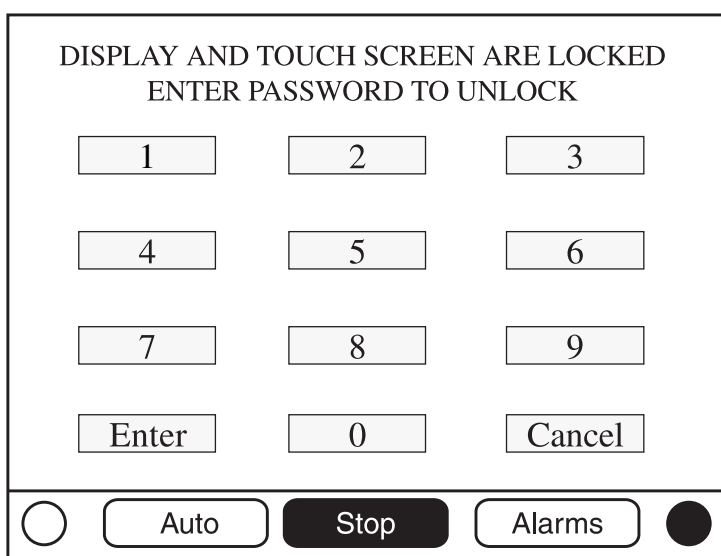 DISPLAY AND TOUCH SCREEN ARE LOCKED
ENTER PASSWORD TO UNLOCK
1 2 3
4 5 6
7 8 9
Enter 0 Cancel
Auto Stop Alarms